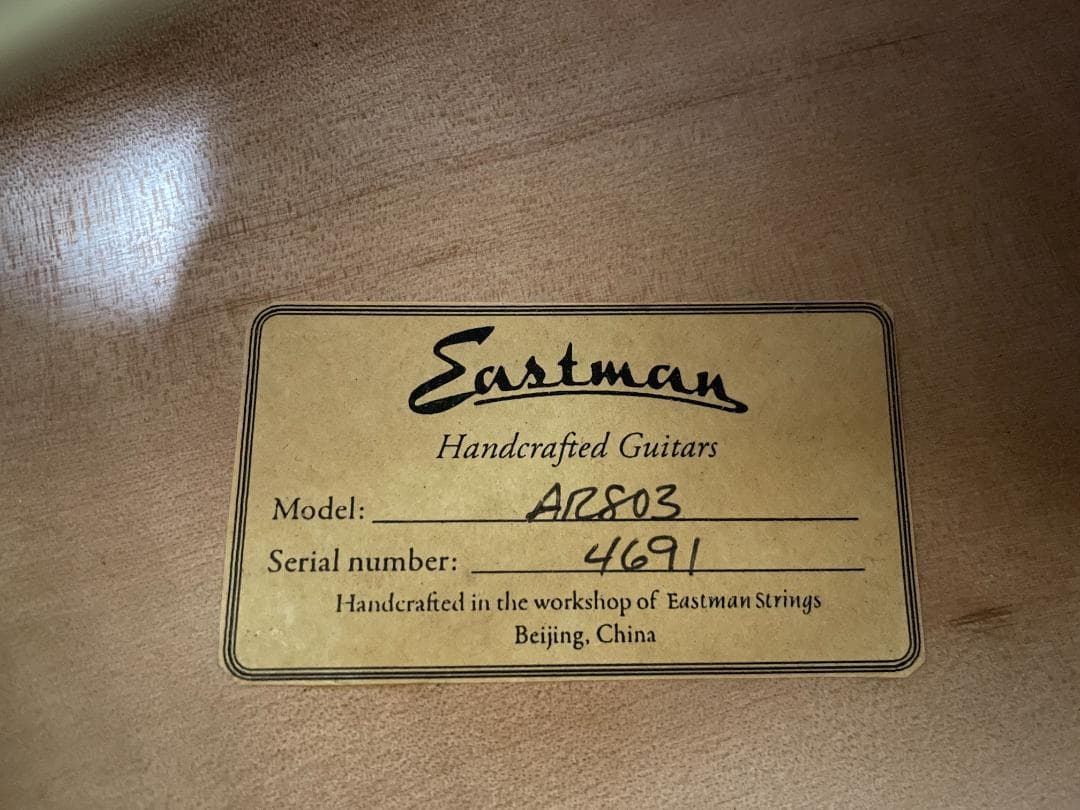 Eastman
Handcrafted Guitars
Model: AR803
Serial number: 4691
Handcrafted in the workshop of Eastman Strings
Beijing, China